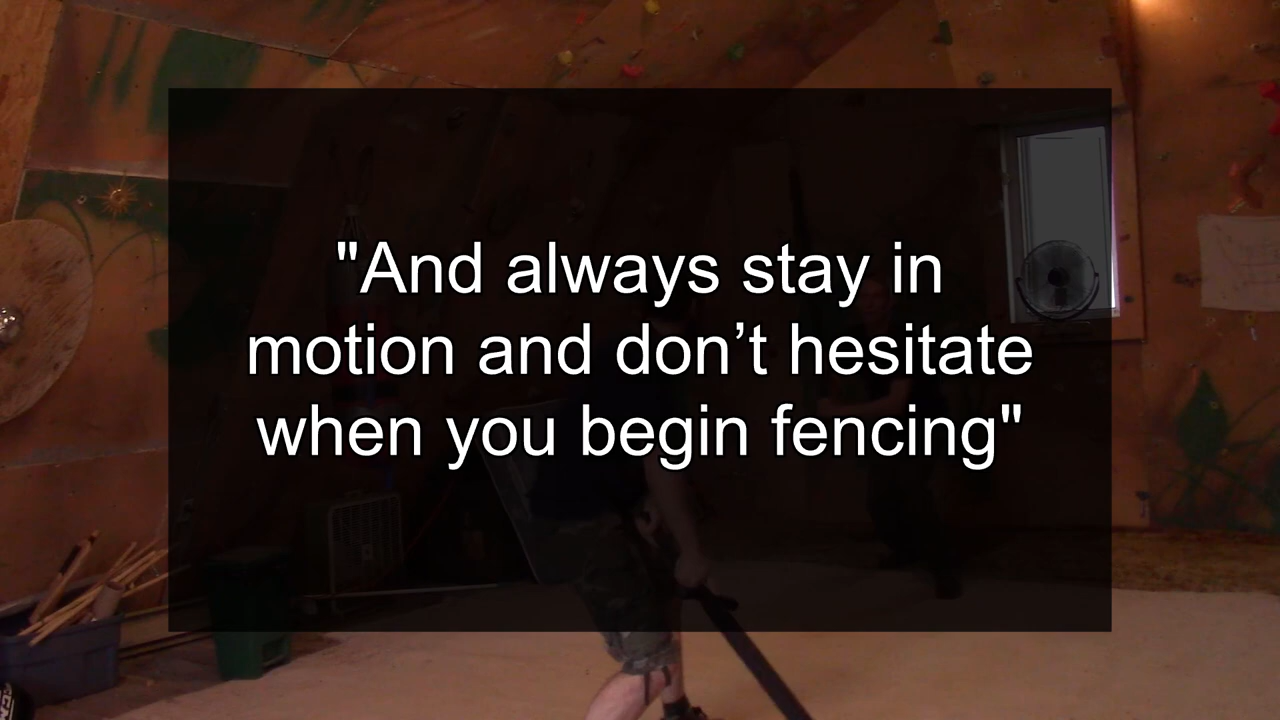 "And always stay in
motion and don’t hesitate
when you begin fencing"